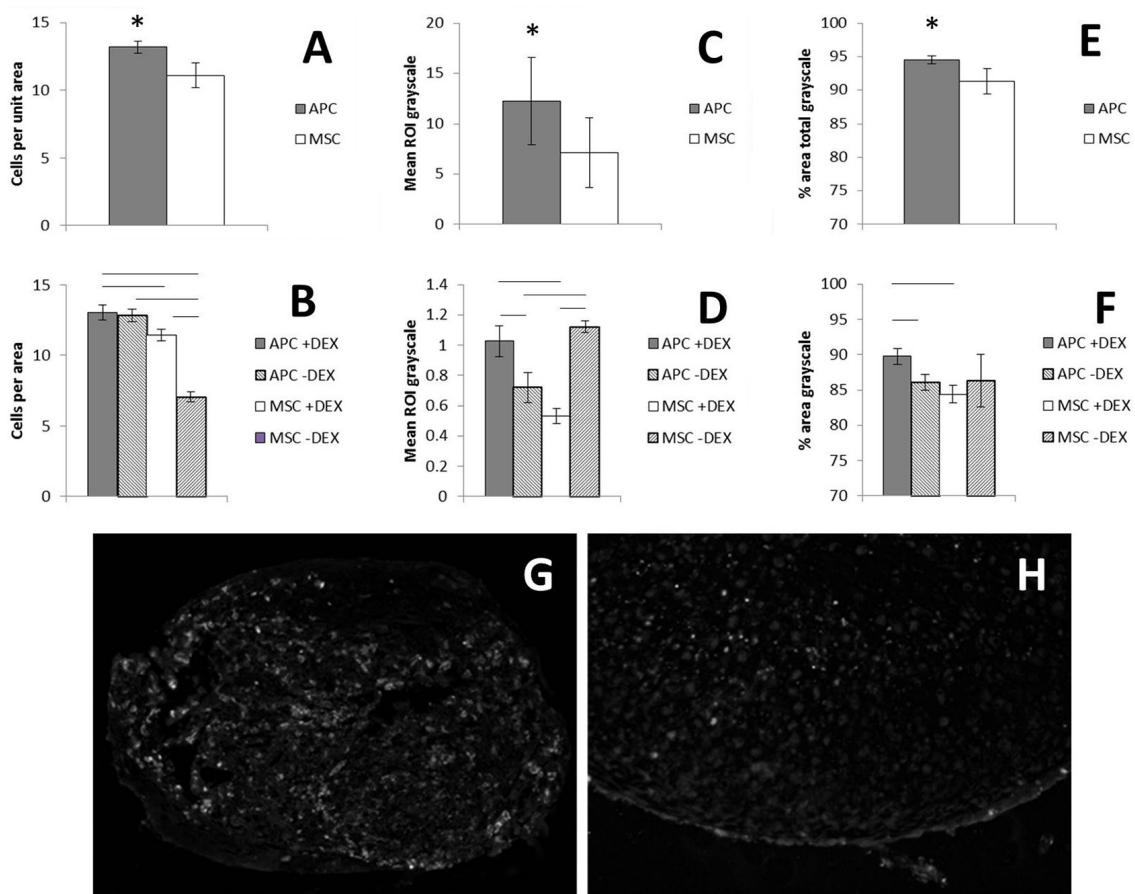 A
Cells per unit area
15
10
5
0
*
APC
MSC
C
Mean ROI grayscale
20
15
10
5
0
*
APC
MSC
E
% area total grayscale
100
95
90
85
80
75
70
*
APC
MSC
B
Cells per area
15
10
5
0
APC +DEX
APC -DEX
MSC +DEX
MSC -DEX
D
Mean ROI grayscale
1.4
1.2
1
0.8
0.6
0.4
0.2
0
APC +DEX
APC -DEX
MSC +DEX
MSC -DEX
F
% area grayscale
100
95
90
85
80
75
70
APC +DEX
APC -DEX
MSC +DEX
MSC -DEX
G
H